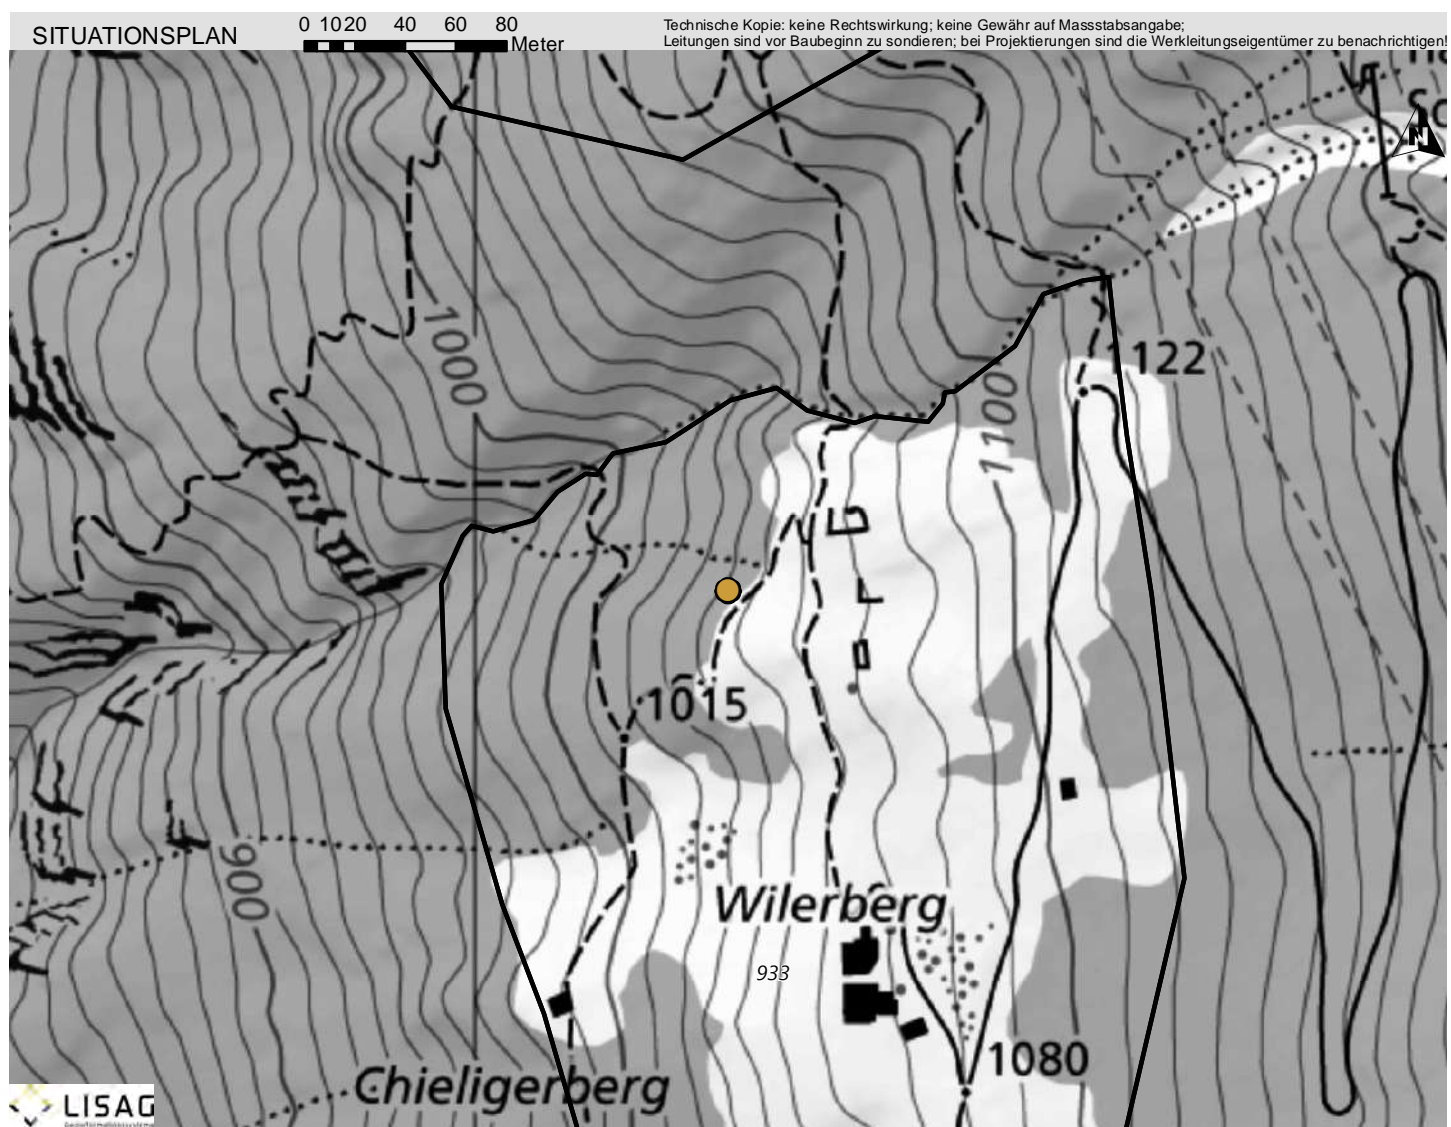 SITUATIONSPLAN
0 10 20 40 60 80
Meter
Technische Kopie: keine Rechtswirkung; keine Gewähr auf Massstabsangabe;
Leitungen sind vor Baubeginn zu sondieren; bei Projektierungen sind die Werkleitungseigentümer zu benachrichtigen!
N
1000
1122
1100
1015
900
Wilerberg
933
1080
Chieligerberg
LISAG